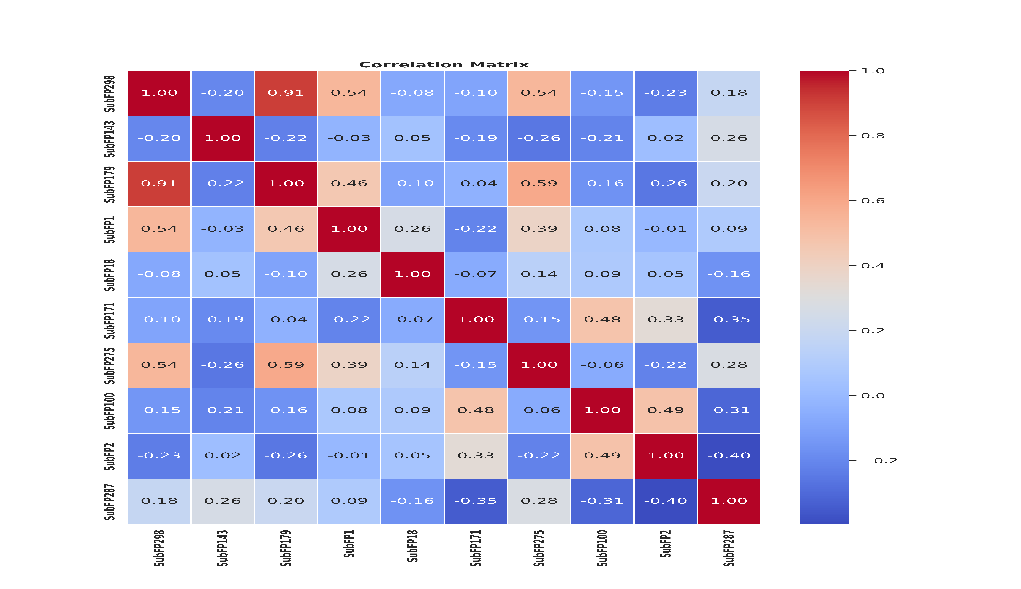 Correlation Matrix
SubFP298 1.00 -0.20 0.91 0.54 -0.08 -0.10 0.54 -0.15 -0.23 0.18
SubFP143 -0.20 1.00 -0.22 -0.03 0.05 -0.19 -0.26 -0.21 0.02 0.26
SubFP179 0.91 0.22 1.00 0.46 0.10 0.04 0.59 0.16 0.26 0.20
SubFP1 0.54 -0.03 0.46 1.00 0.26 -0.22 0.39 0.08 -0.01 0.09
SubFP18 -0.08 0.05 -0.10 0.26 1.00 -0.07 0.14 0.09 0.05 -0.16
SubFP171 0.10 0.19 0.04 0.22 0.07 1.00 0.15 0.48 0.33 0.35
SubFP275 0.54 -0.26 0.59 0.39 0.14 -0.15 1.00 -0.06 -0.22 0.28
SubFP100 0.15 0.21 0.16 0.08 0.09 0.48 0.06 1.00 0.49 0.31
SubFP2 -0.23 0.02 -0.26 -0.01 0.05 0.33 -0.22 0.49 1.00 -0.40
SubFP287 0.18 0.26 0.20 0.09 -0.16 -0.35 0.28 -0.31 -0.40 1.00
SubFP298 SubFP143 SubFP179 SubFP1 SubFP18 SubFP171 SubFP275 SubFP100 SubFP2 SubFP287
1.0
0.8
0.6
0.4
0.2
0.0
0.2